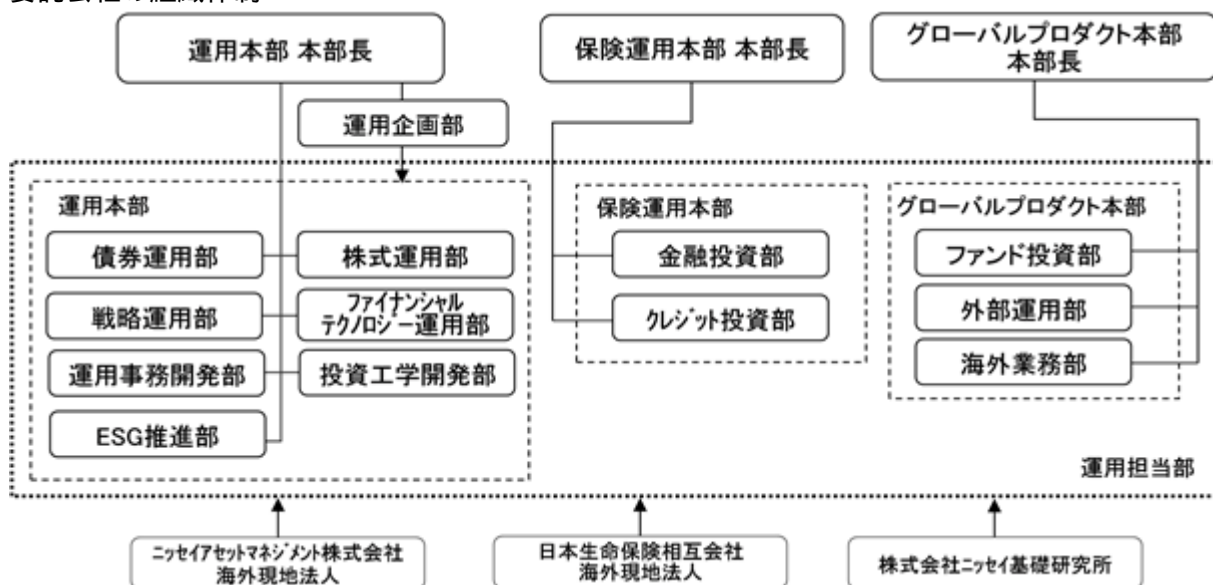 運用本部 本部長
保険運用本部 本部長
グローバルプロダクト本部
本部長
運用企画部
運用本部
債券運用部
株式運用部
戦略運用部
ファイナンシャル
テクノロジー運用部
運用事務開発部
投資工学開発部
ESG推進部
保険運用本部
金融投資部
クレジット投資部
グローバルプロダクト本部
ファンド投資部
外部運用部
海外業務部
運用担当部
ニッセイアセットマネジメント株式会社
海外現地法人
日本生命保険相互会社
海外現地法人
株式会社ニッセイ基礎研究所